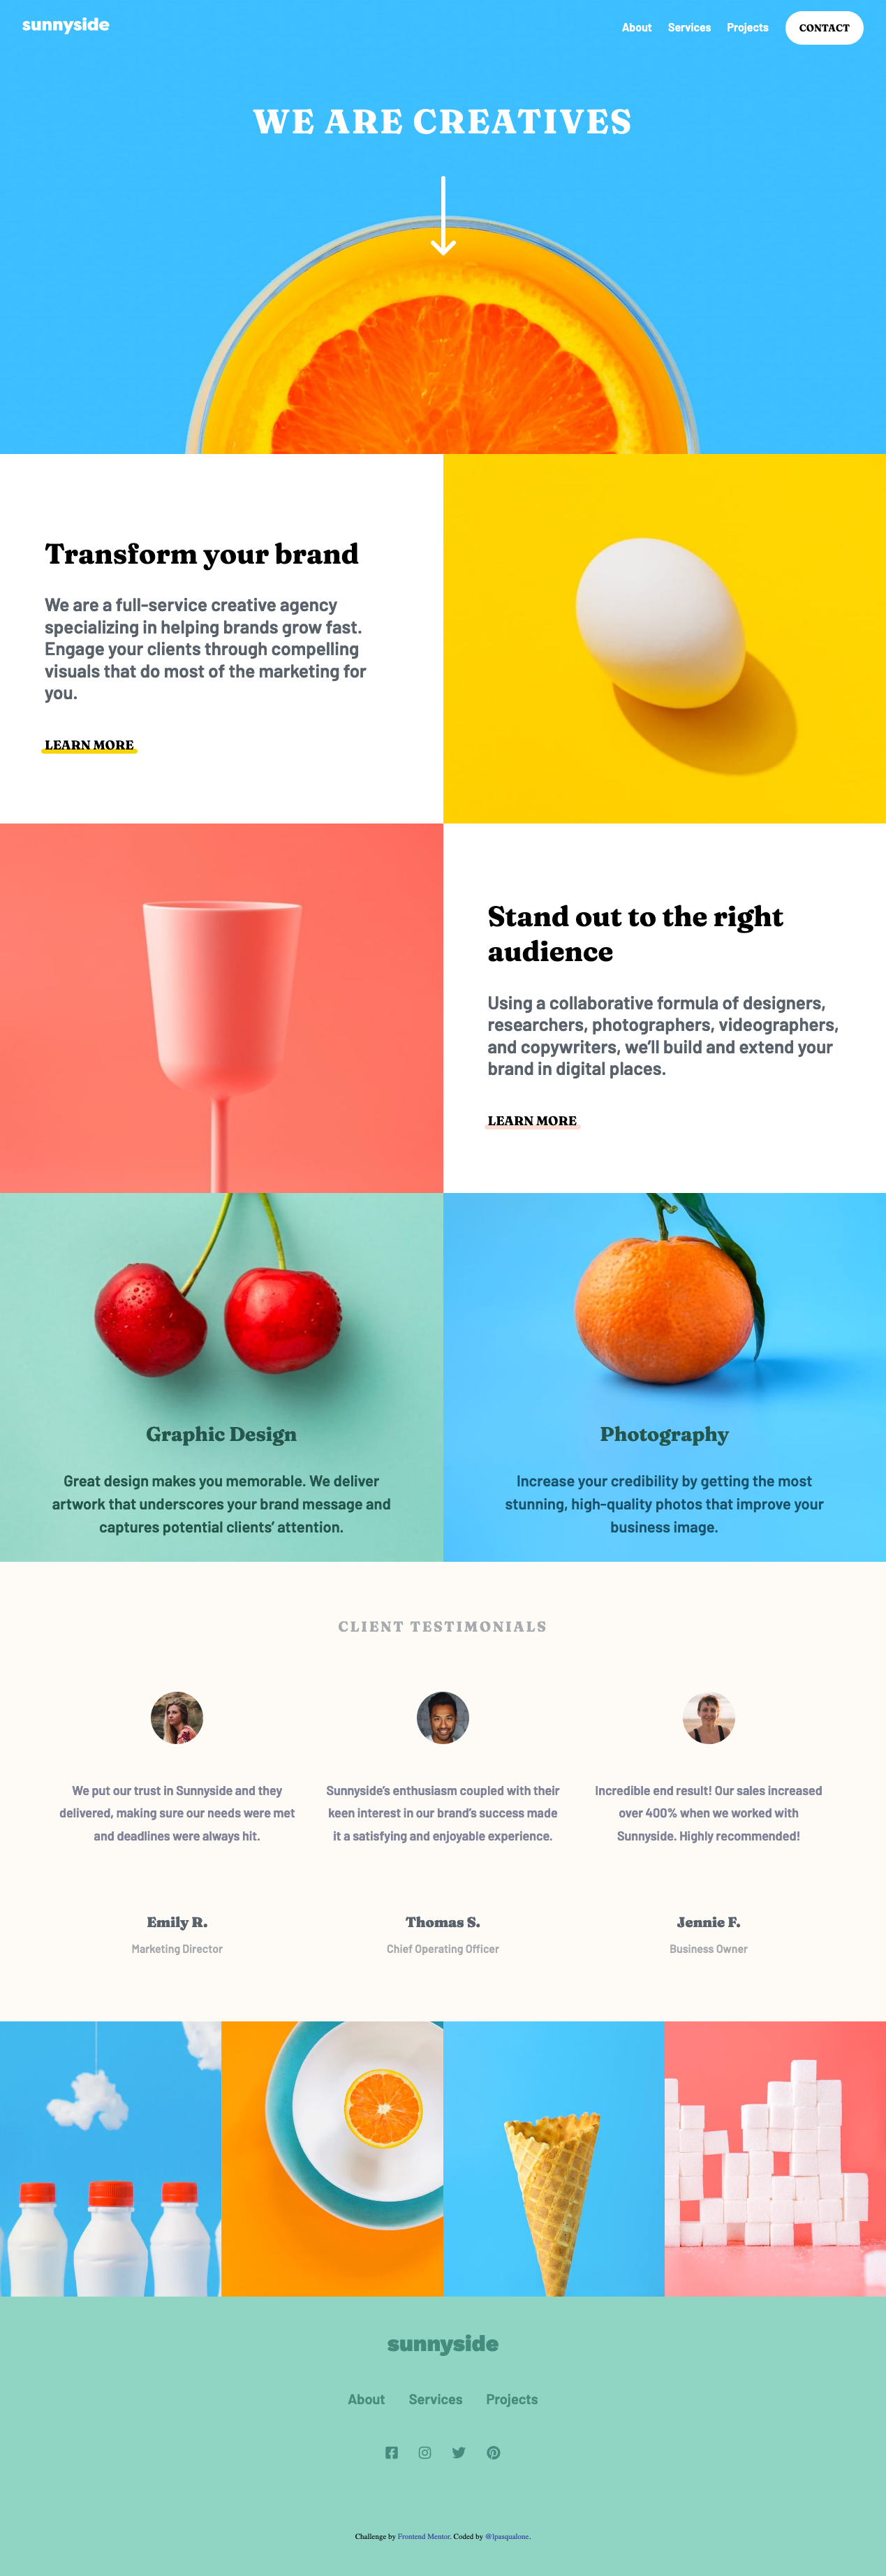 sunnyside
About Services Projects CONTACT
WE ARE CREATIVES
Transform your brand
We are a full-service creative agency
specializing in helping brands grow fast.
Engage your clients through compelling
visuals that do most of the marketing for
you.
LEARN MORE
Stand out to the right
audience
Using a collaborative formula of designers,
researchers, photographers, videographers,
and copywriters, we’ll build and extend your
brand in digital places.
LEARN MORE
Graphic Design
Great design makes you memorable. We deliver
artwork that underscores your brand message and
captures potential clients’ attention.
Photography
Increase your credibility by getting the most
stunning, high-quality photos that improve your
business image.
CLIENT TESTIMONIALS
We put our trust in Sunnyside and they
delivered, making sure our needs were met
and deadlines were always hit.
Emily R.
Marketing Director
Sunnyside’s enthusiasm coupled with their
keen interest in our brand’s success made
it a satisfying and enjoyable experience.
Thomas S.
Chief Operating Officer
Incredible end result! Our sales increased
over 400% when we worked with
Sunnyside. Highly recommended!
Jennie F.
Business Owner
sunnyside
About Services Projects
Challenge by Frontend Mentor. Coded by @lpasqualone.